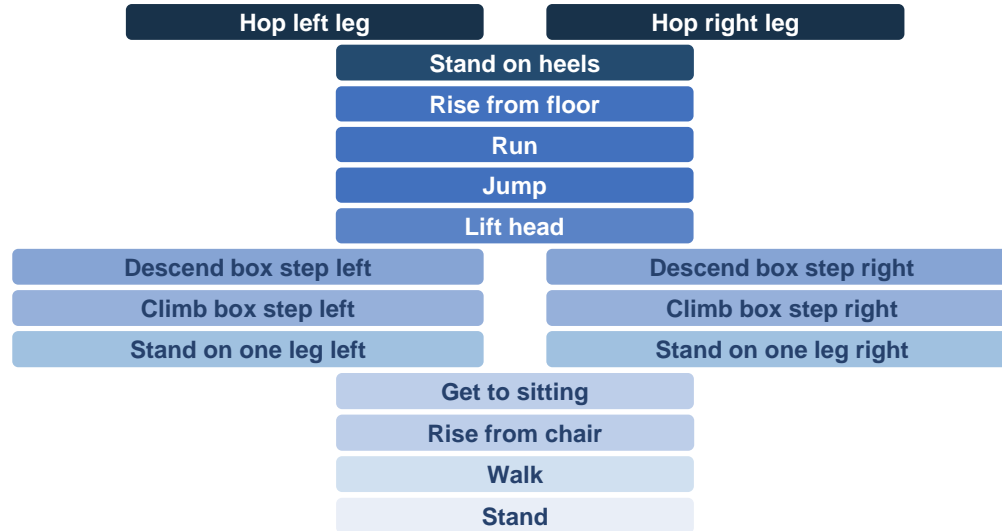 Hop left leg
Hop right leg
Stand on heels
Rise from floor
Run
Jump
Lift head
Descend box step left
Descend box step right
Climb box step left
Climb box step right
Stand on one leg left
Stand on one leg right
Get to sitting
Rise from chair
Walk
Stand